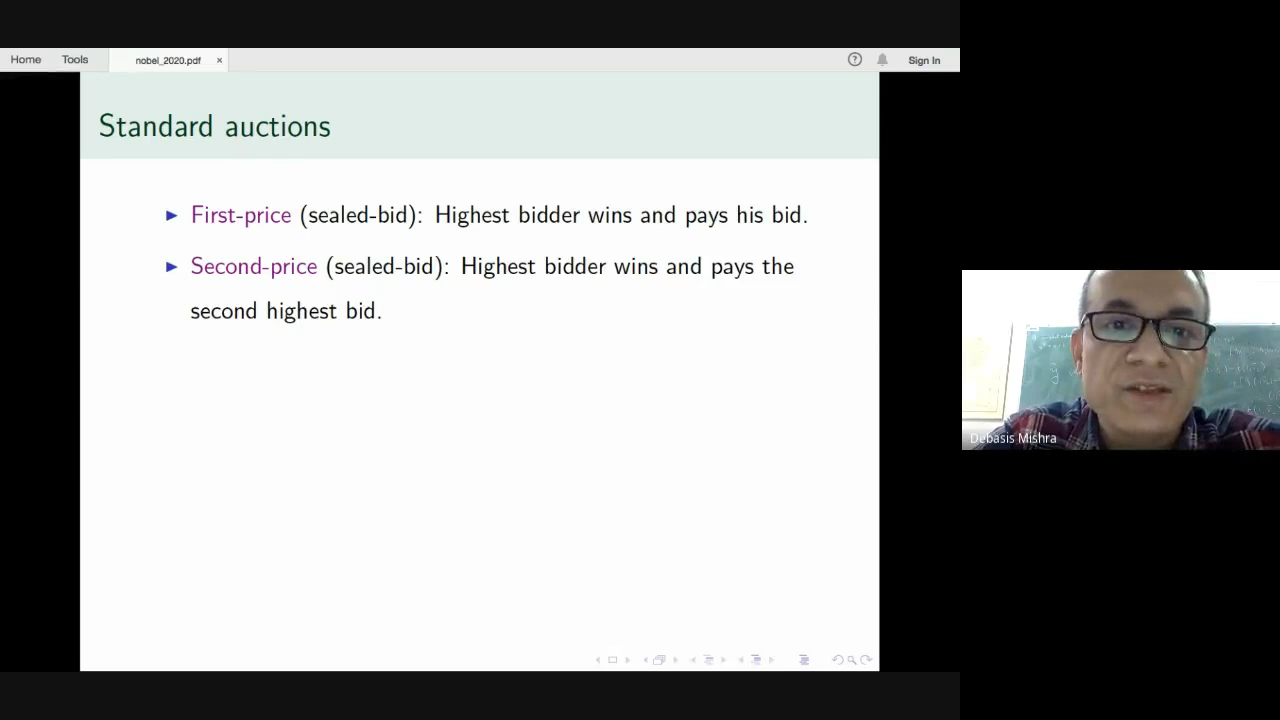 Home Tools nobel_2020.pdf × ? Sign In
Standard auctions
► First-price (sealed-bid): Highest bidder wins and pays his bid.
► Second-price (sealed-bid): Highest bidder wins and pays the
second highest bid.
Debasis Mishra